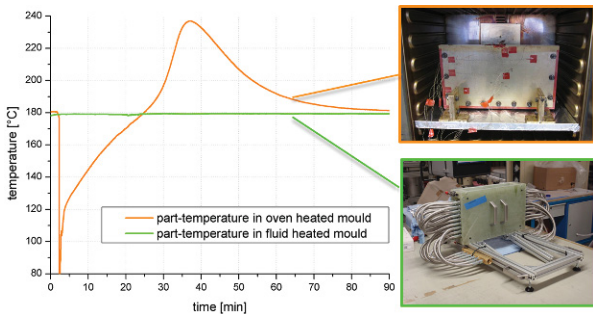 240
220
200
180
160
140
120
100
80
temperature [°C]
part-temperature in oven heated mould
part-temperature in fluid heated mould
0 10 20 30 40 50 60 70 80 90
time [min]